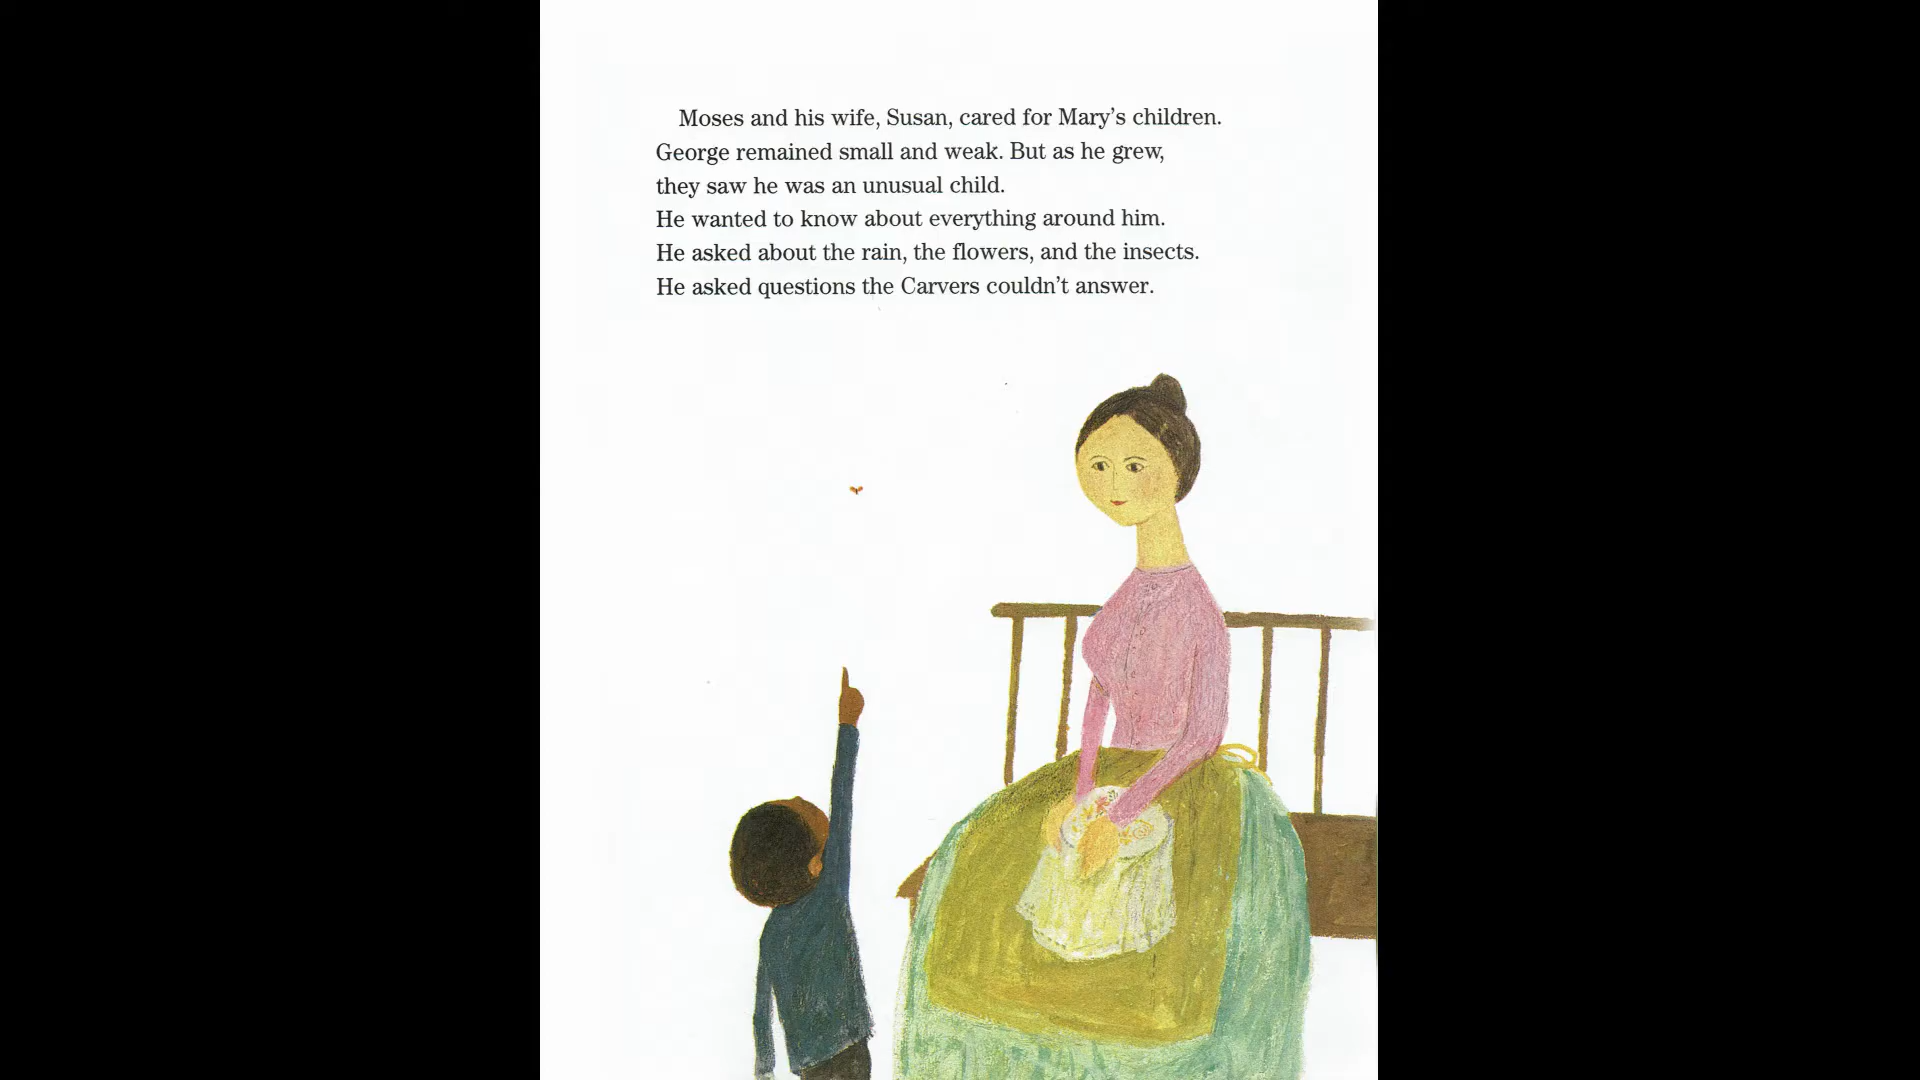 Moses and his wife, Susan, cared for Mary’s children.
George remained small and weak. But as he grew,
they saw he was an unusual child.
He wanted to know about everything around him.
He asked about the rain, the flowers, and the insects.
He asked questions the Carvers couldn’t answer.